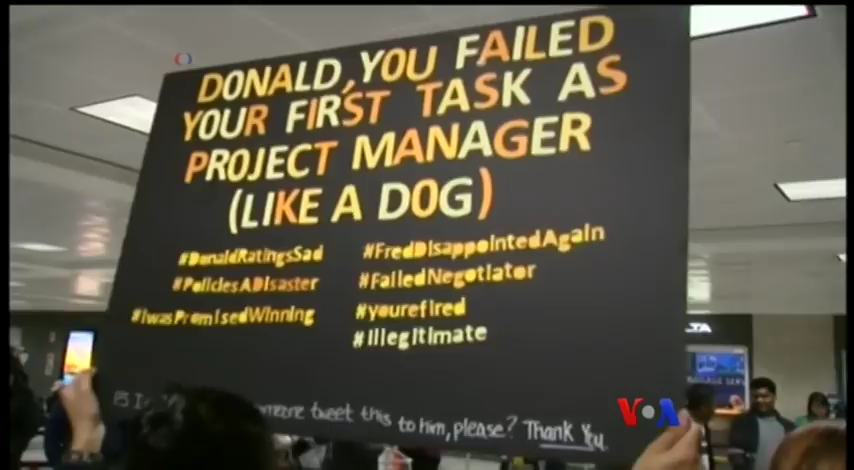 DONALD, YOU FAILED
YOUR FIRST TASK AS
PROJECT MANAGER
(LIKE A DOG)
#DonaldRatingsSad
#PoliciesADisaster
#IwasPromisedWinning
#FredDisappointedAgain
#FailedNegotiator
#yourefired
#Illegitimate
tweet this to him, please? Thank You
VOA